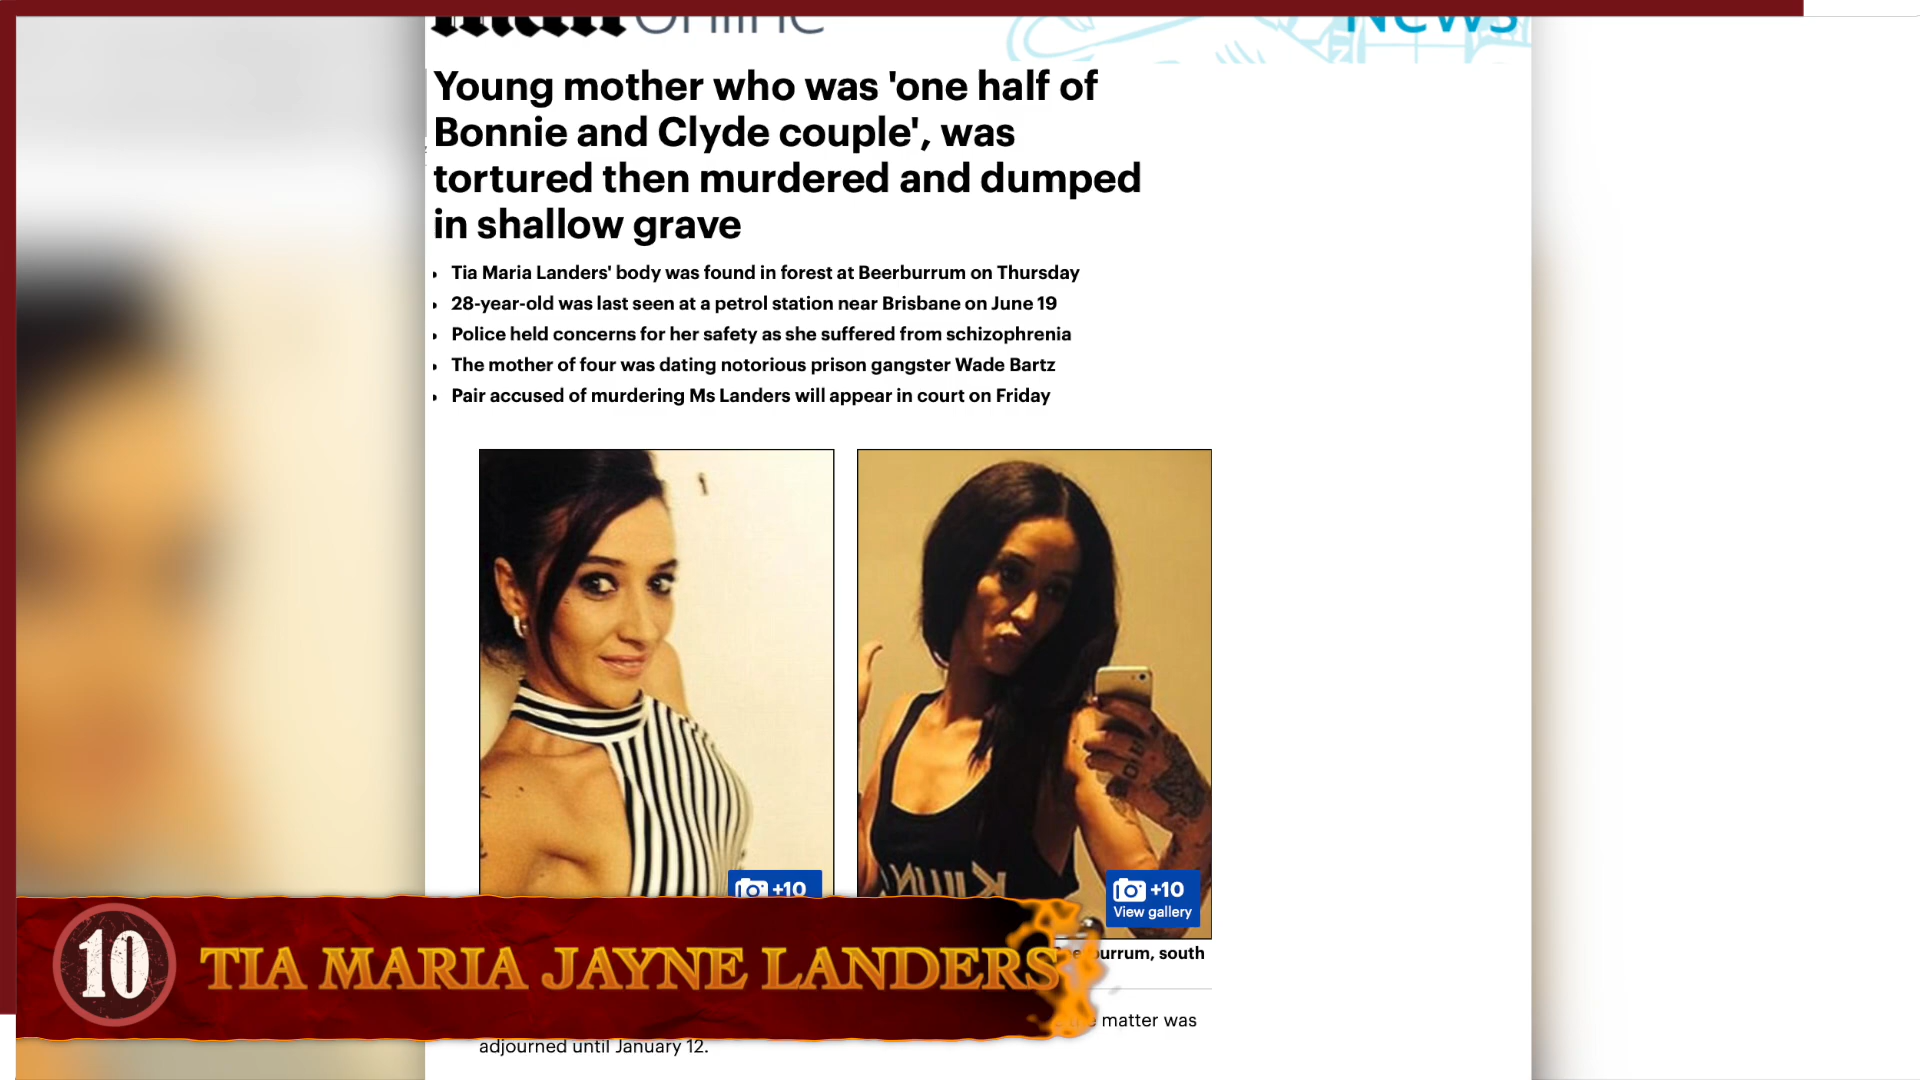 Online
News
Young mother who was 'one half of
Bonnie and Clyde couple', was
tortured then murdered and dumped
in shallow grave
Tia Maria Landers' body was found in forest at Beerburrum on Thursday
28-year-old was last seen at a petrol station near Brisbane on June 19
Police held concerns for her safety as she suffered from schizophrenia
The mother of four was dating notorious prison gangster Wade Bartz
Pair accused of murdering Ms Landers will appear in court on Friday
+10
+10
View gallery
burrum, south
10 TIA MARIA JAYNE LANDERS
matter was
adjourned until January 12.